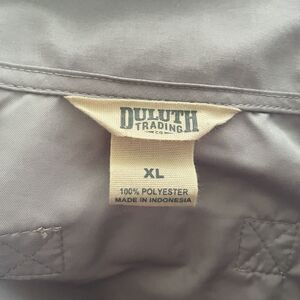 DULUTH
TRADING
CO
XL
100% POLYESTER
MADE IN INDONESIA